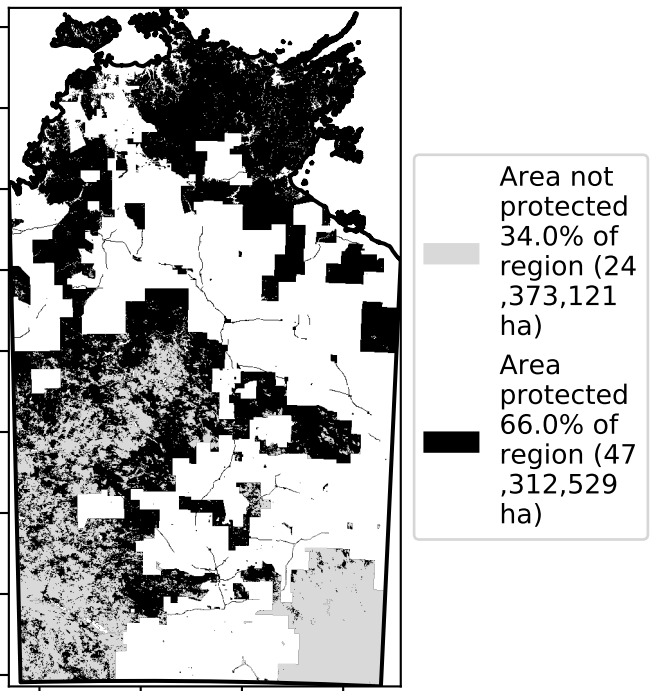 Area not
protected
34.0% of
region (24
,373,121
ha)
Area
protected
66.0% of
region (47
,312,529
ha)